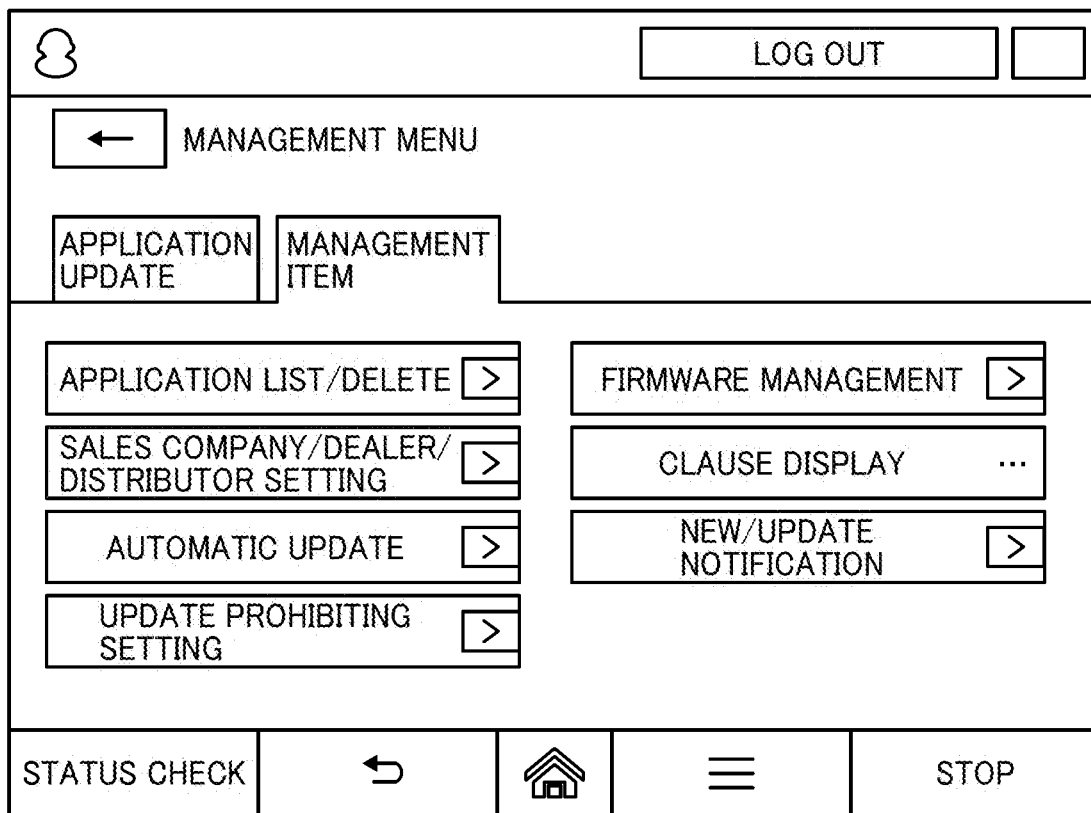 LOG OUT
← MANAGEMENT MENU
APPLICATION
UPDATE
MANAGEMENT
ITEM
APPLICATION LIST/DELETE >
FIRMWARE MANAGEMENT >
SALES COMPANY/DEALER/
DISTRIBUTOR SETTING >
CLAUSE DISPLAY ...
AUTOMATIC UPDATE >
NEW/UPDATE
NOTIFICATION >
UPDATE PROHIBITING
SETTING >
STATUS CHECK
STOP